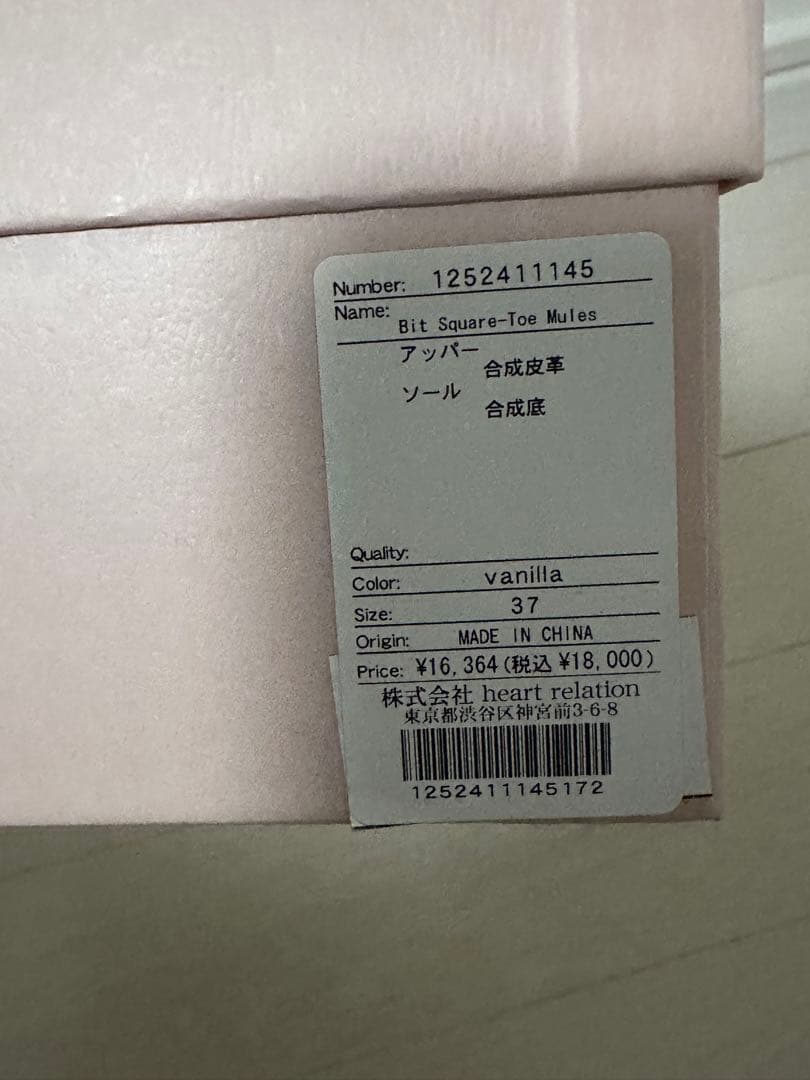 Number: 1252411145
Name: Bit Square-Toe Mules
アッパー
合成皮革
ソール
合成底
Quality:
Color: vanilla
Size: 37
Origin: MADE IN CHINA
Price: ¥16,364(税込¥18,000)
株式会社 heart relation
東京都渋谷区神宮前3-6-8
1252411145172